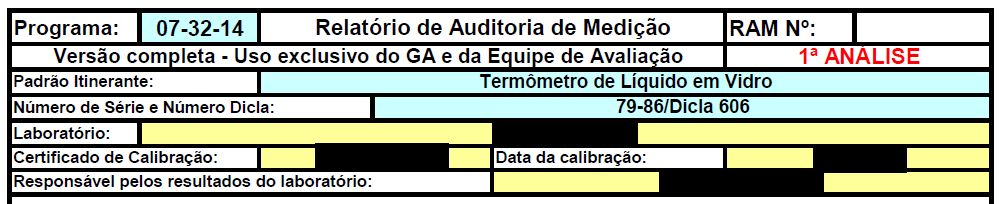 Programa: 07-32-14 Relatório de Auditoria de Medição RAM Nº:
Versão completa - Uso exclusivo do GA e da Equipe de Avaliação 1ª ANÁLISE
Padrão Itinerante: Termômetro de Líquido em Vidro
Número de Série e Número Dicla: 79-86/Dicla 606
Laboratório:
Certificado de Calibração: Data da calibração:
Responsável pelos resultados do laboratório: